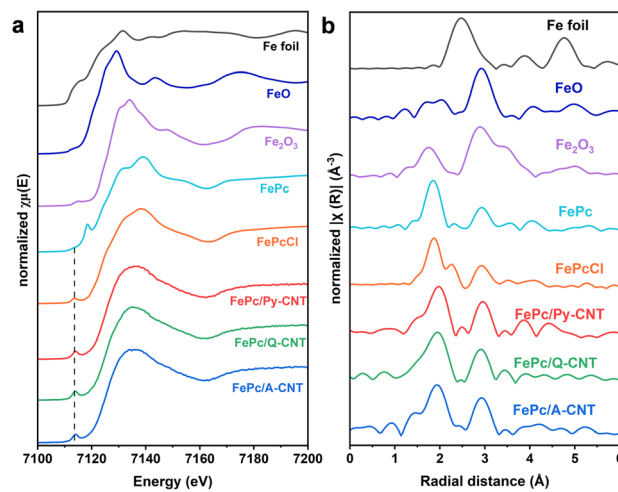 a
normalized χμ(E)
Fe foil
FeO
Fe₂O₃
FePc
FePcCl
FePc/Py-CNT
FePc/Q-CNT
FePc/A-CNT
7100 7120 7140 7160 7180 7200
Energy (eV)
b
normalized |χ (R)| (Å⁻³)
Fe foil
FeO
Fe₂O₃
FePc
FePcCl
FePc/Py-CNT
FePc/Q-CNT
FePc/A-CNT
0 1 2 3 4 5 6
Radial distance (Å)